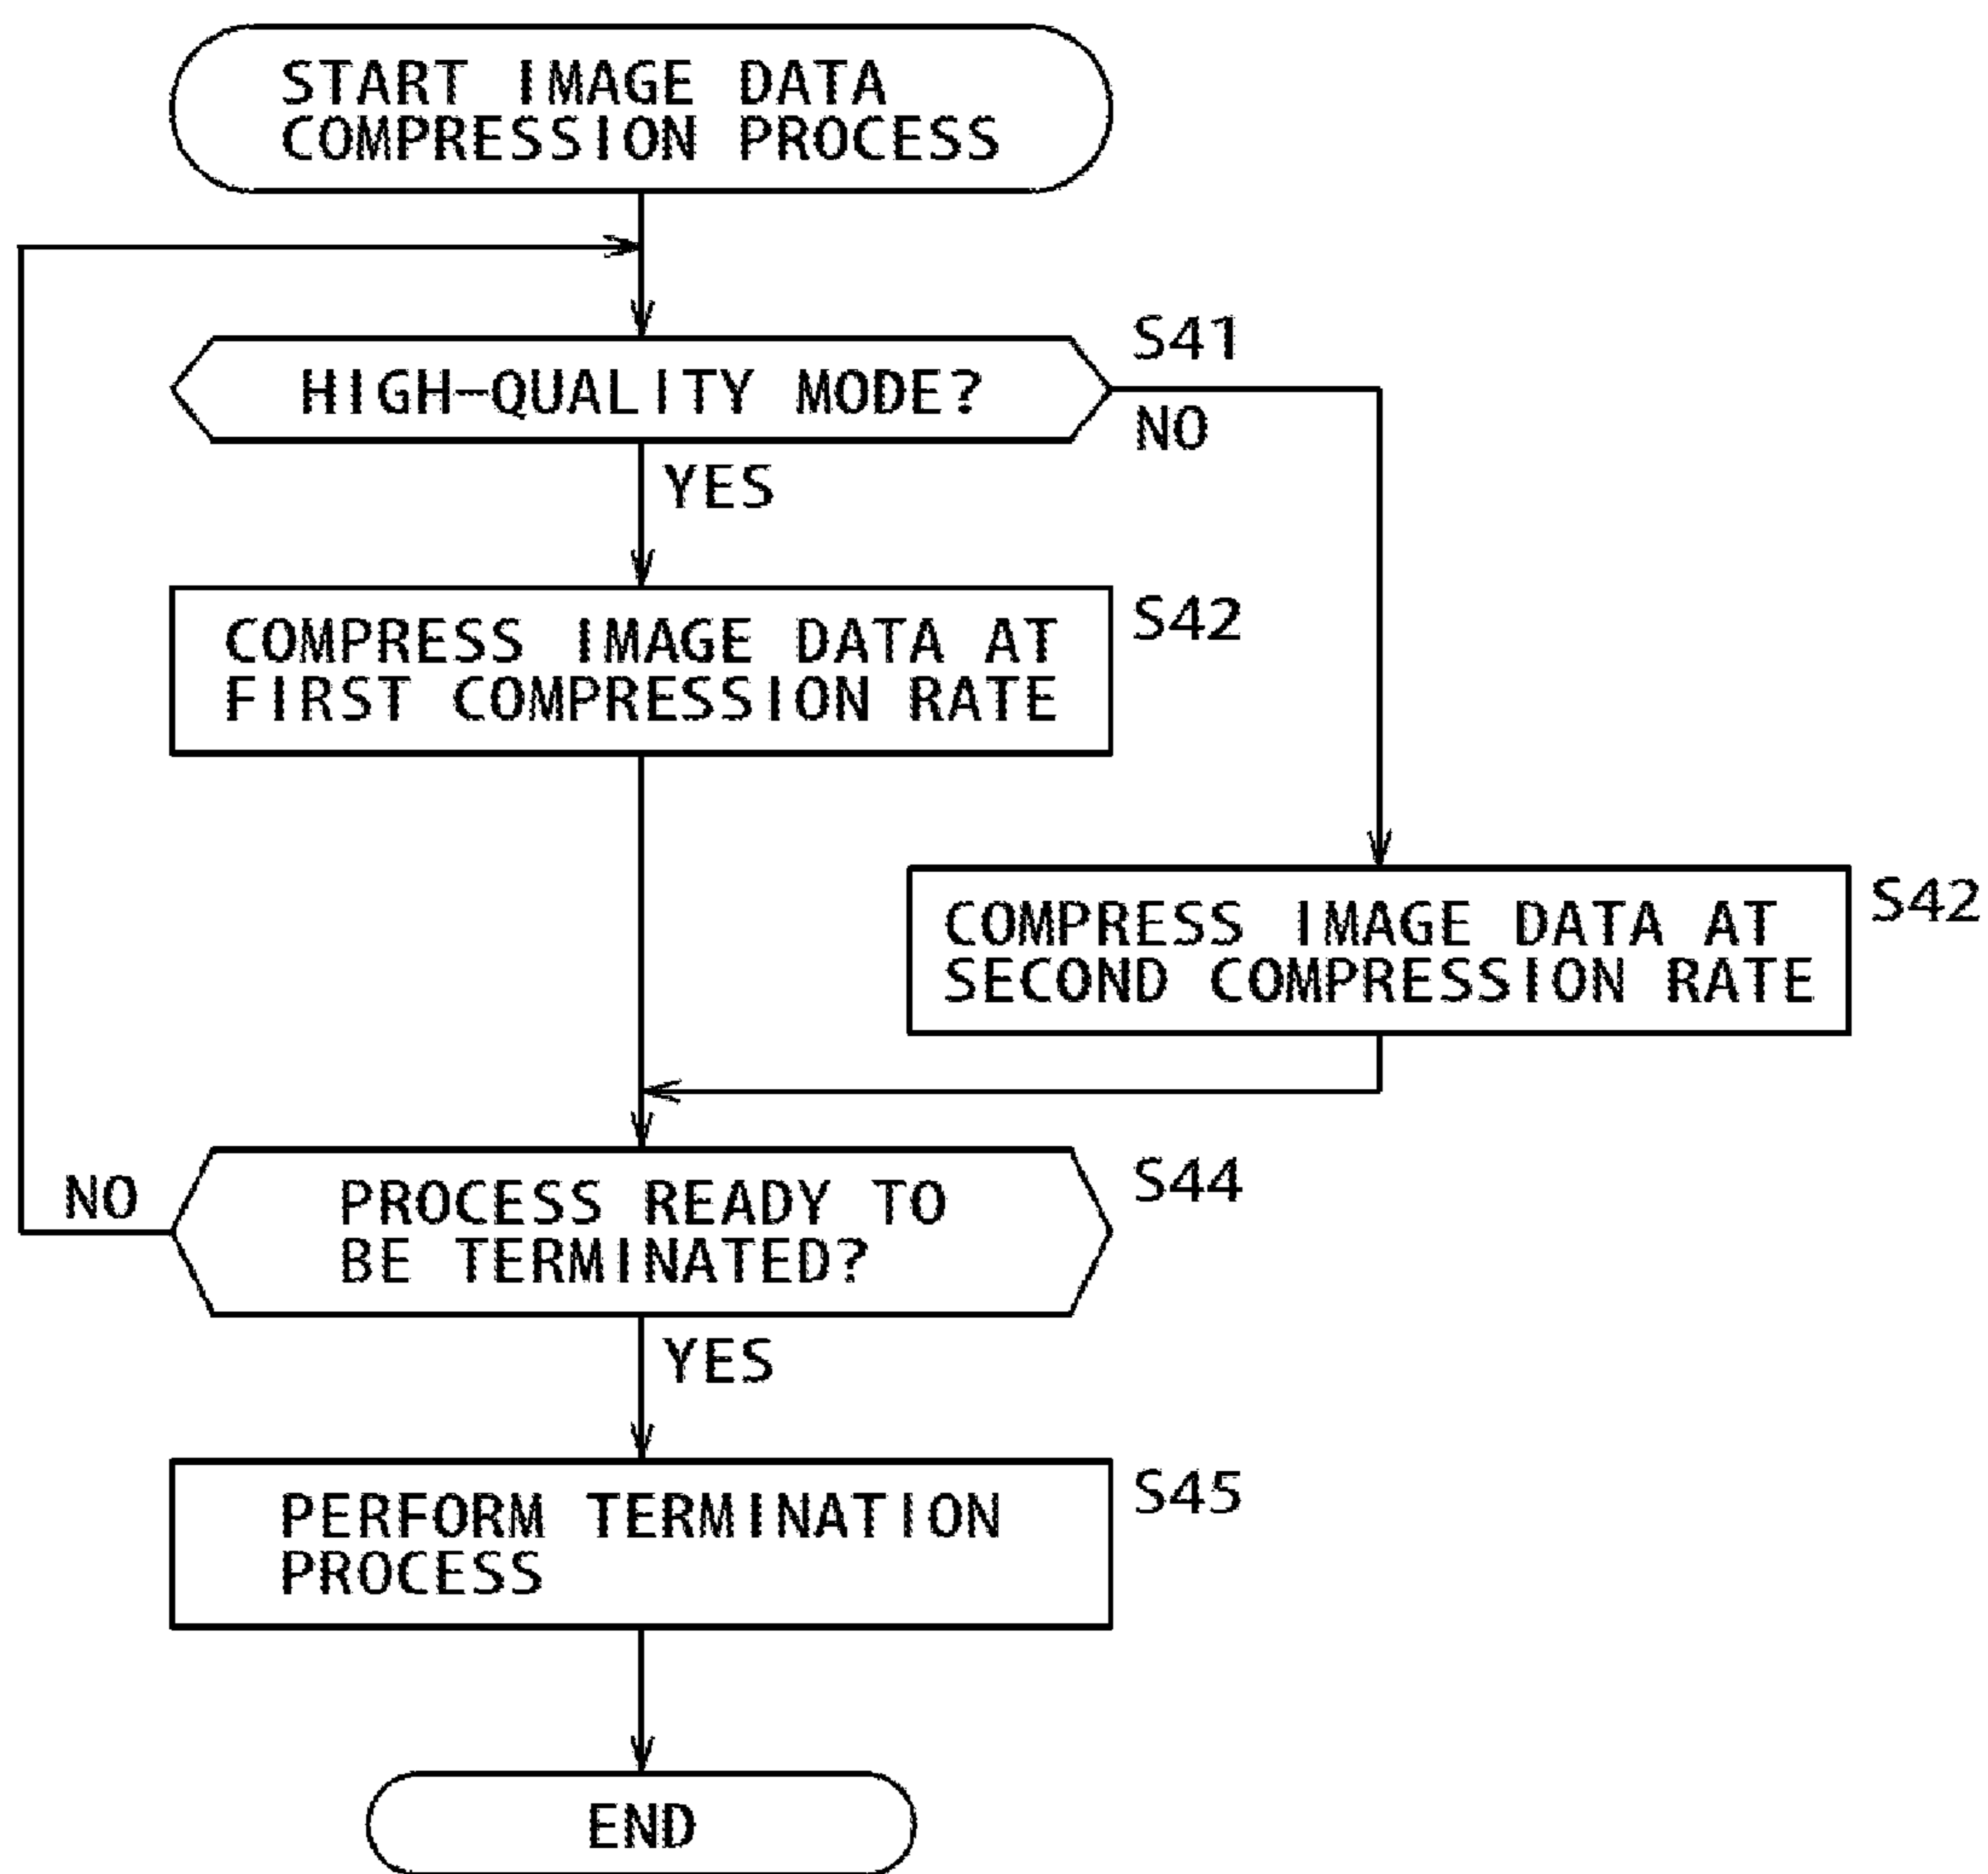 START IMAGE DATA
COMPRESSION PROCESS
S41
HIGH-QUALITY MODE?
NO
YES
S42
COMPRESS IMAGE DATA AT
FIRST COMPRESSION RATE
S42
COMPRESS IMAGE DATA AT
SECOND COMPRESSION RATE
S44
NO
PROCESS READY TO
BE TERMINATED?
YES
S45
PERFORM TERMINATION
PROCESS
END